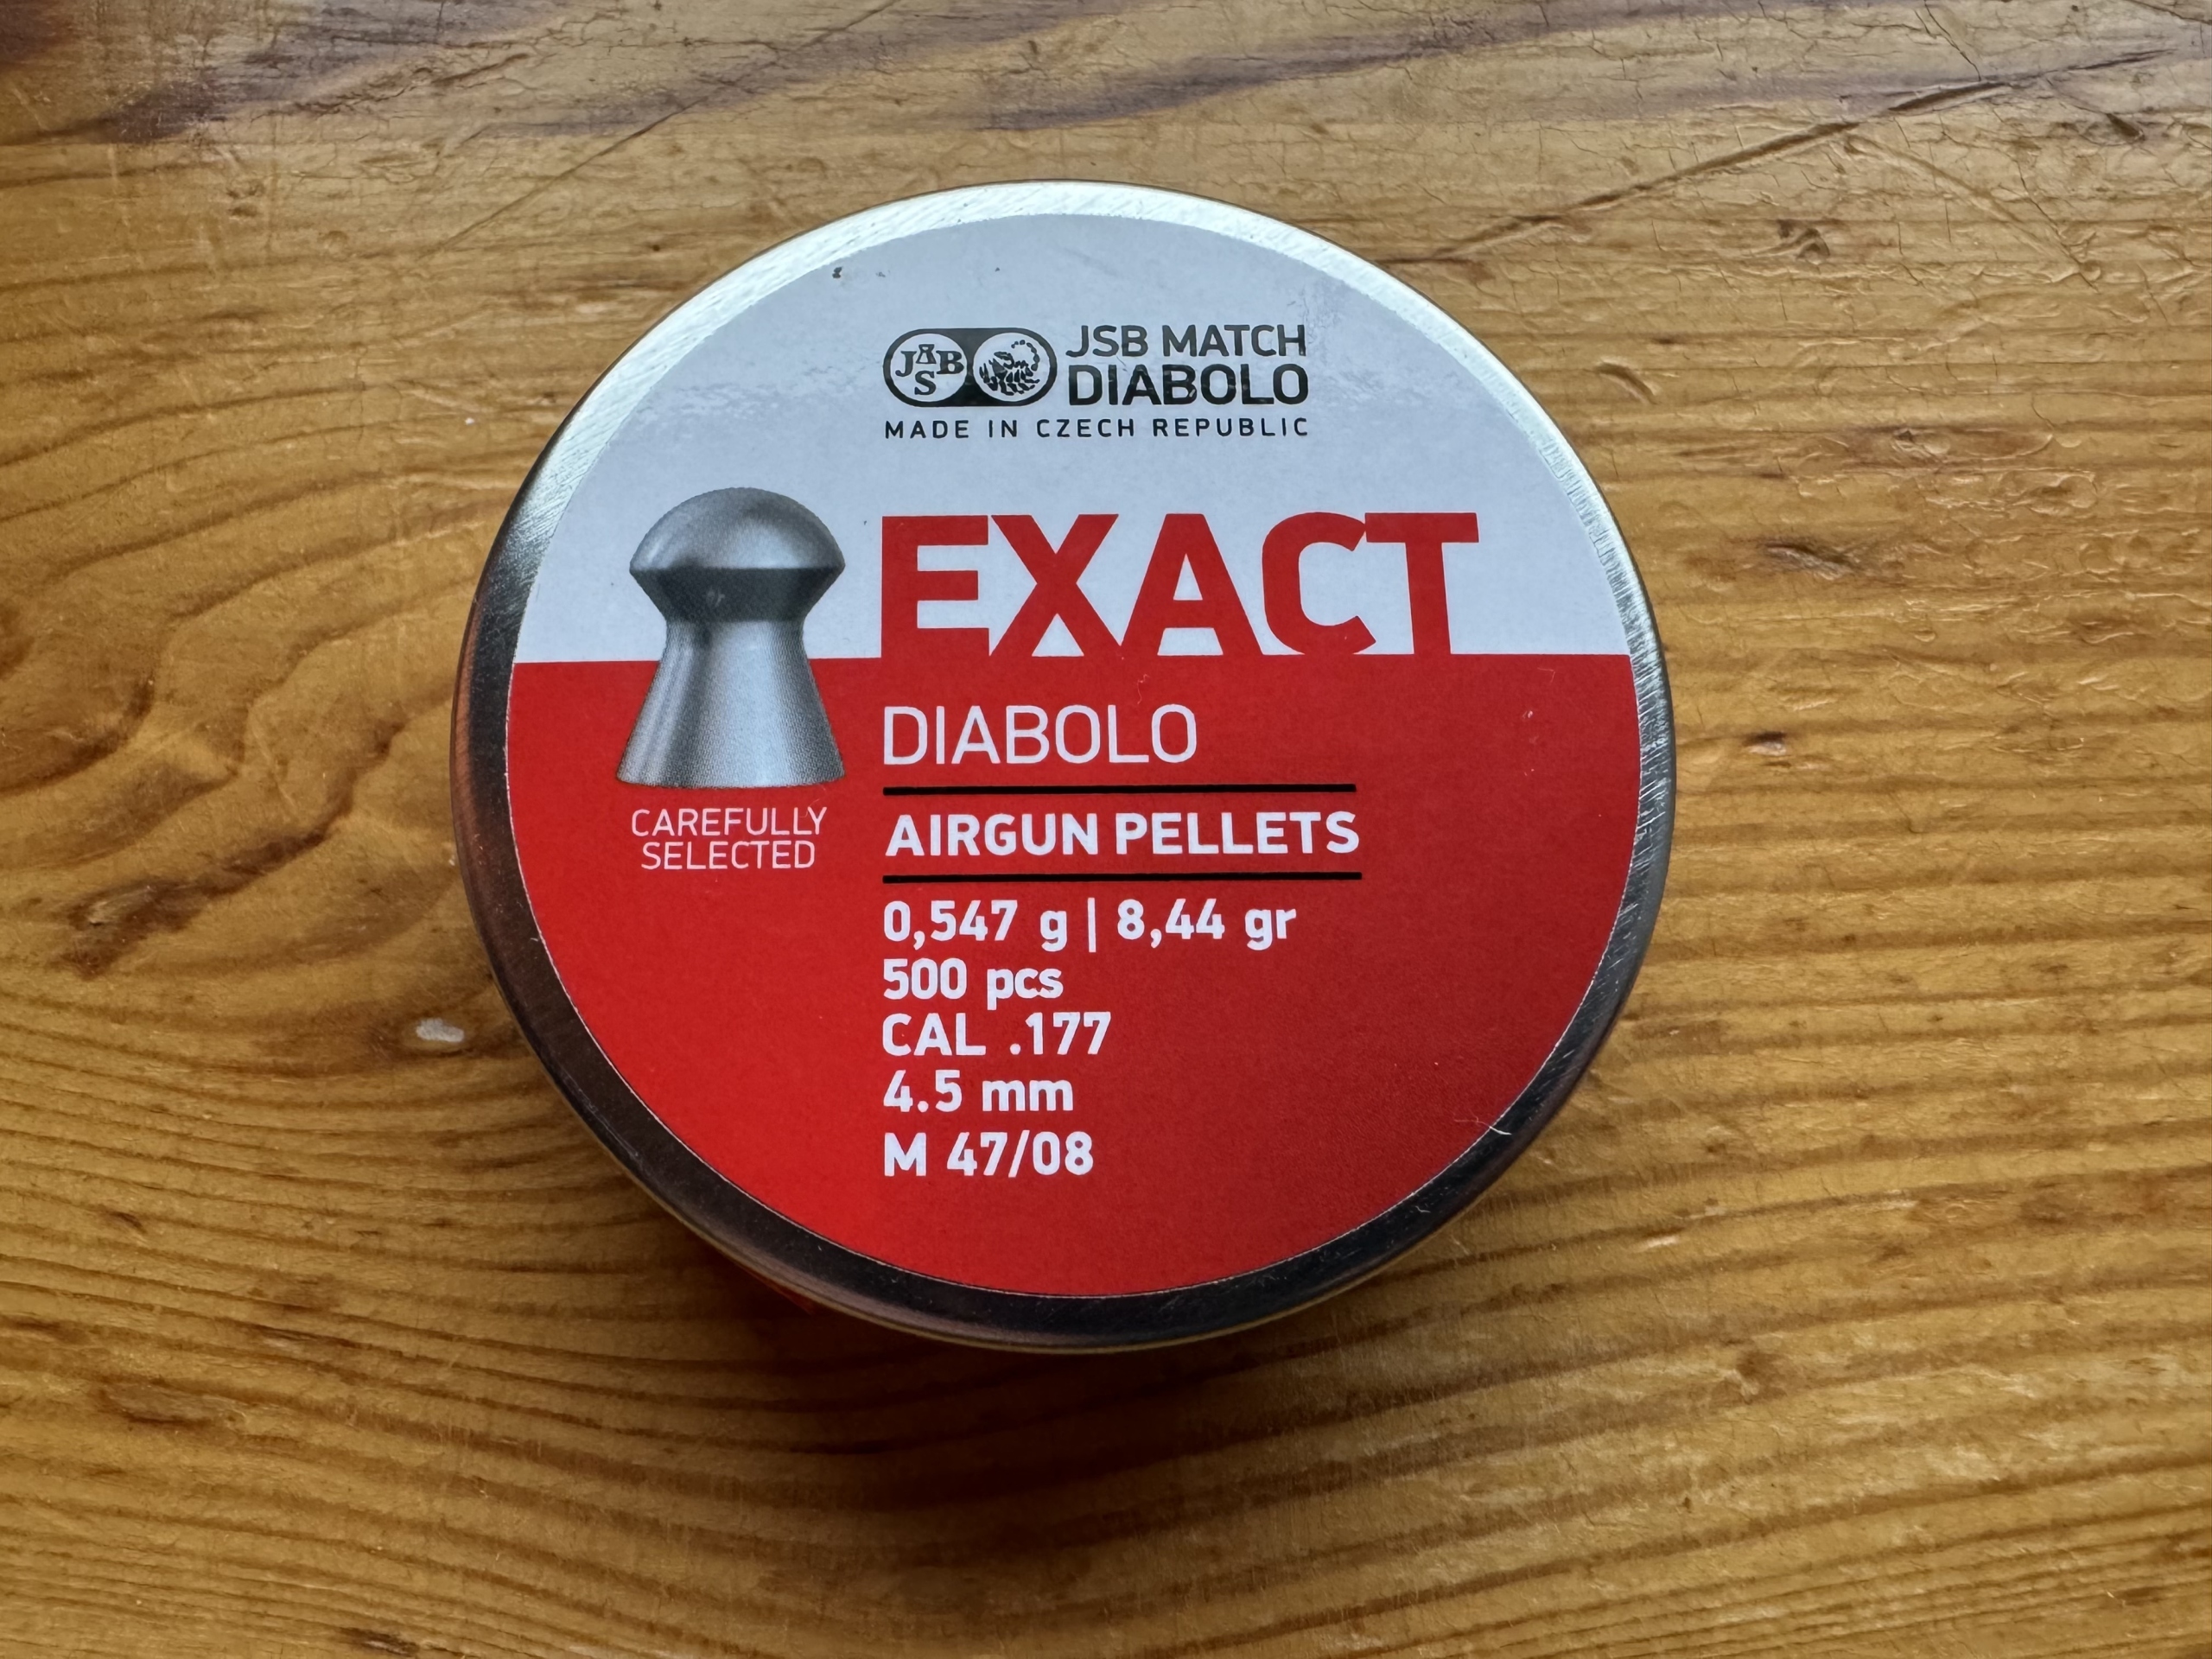 JSB
JSB MATCH
DIABOLO
MADE IN CZECH REPUBLIC
EXACT
DIABOLO
CAREFULLY
SELECTED
AIRGUN PELLETS
0,547 g | 8,44 gr
500 pcs
CAL .177
4.5 mm
M 47/08